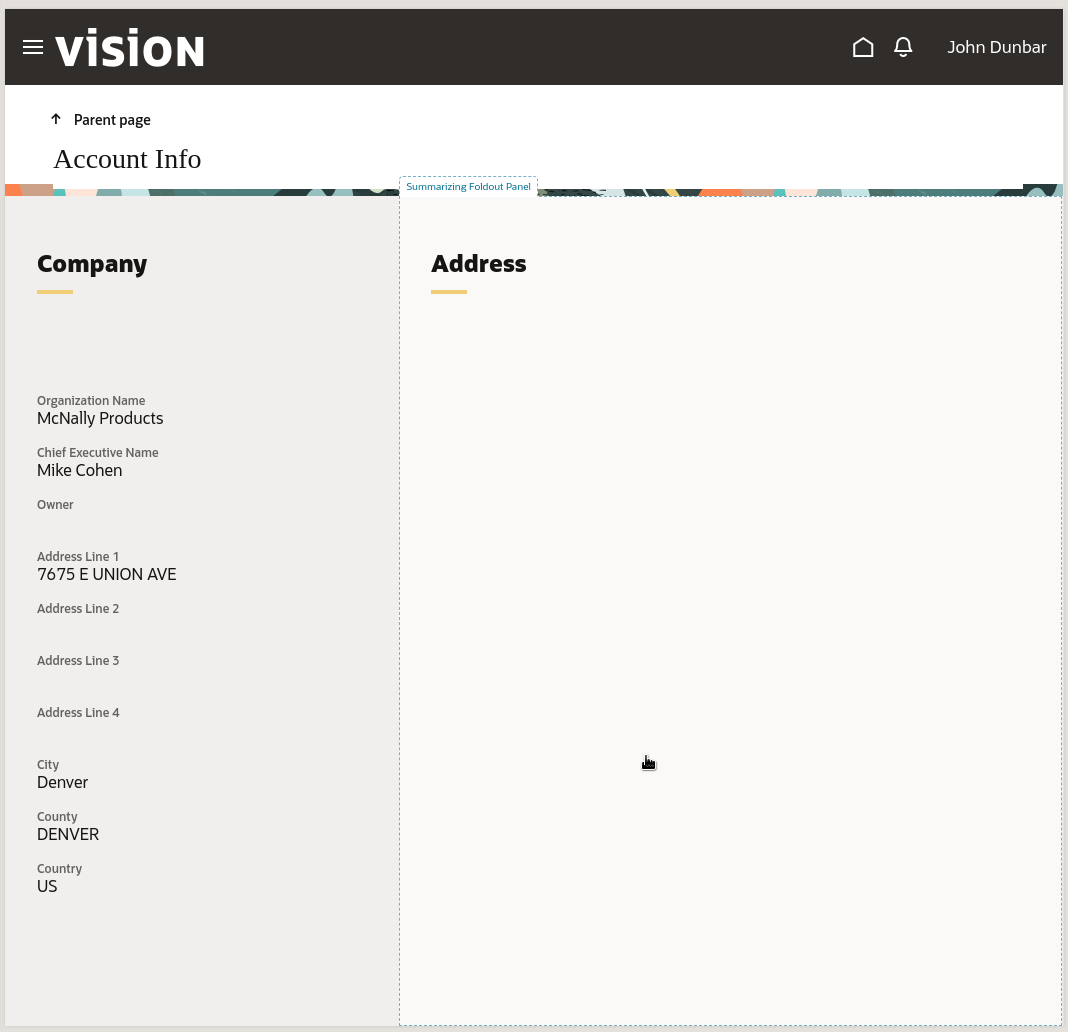 VISION
John Dunbar
Parent page
Account Info
Summarizing Foldout Panel
Company
Address
Organization Name
McNally Products
Chief Executive Name
Mike Cohen
Owner
Address Line 1
7675 E UNION AVE
Address Line 2
Address Line 3
Address Line 4
City
Denver
County
DENVER
Country
US